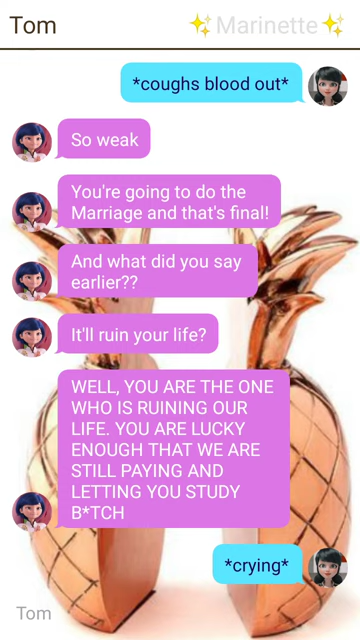 Tom
✨Marinette✨
*coughs blood out*
So weak
You're going to do the
Marriage and that's final!
And what did you say
earlier??
It'll ruin your life?
WELL, YOU ARE THE ONE
WHO IS RUINING OUR
LIFE. YOU ARE LUCKY
ENOUGH THAT WE ARE
STILL PAYING AND
LETTING YOU STUDY
B*TCH
*crying*
Tom